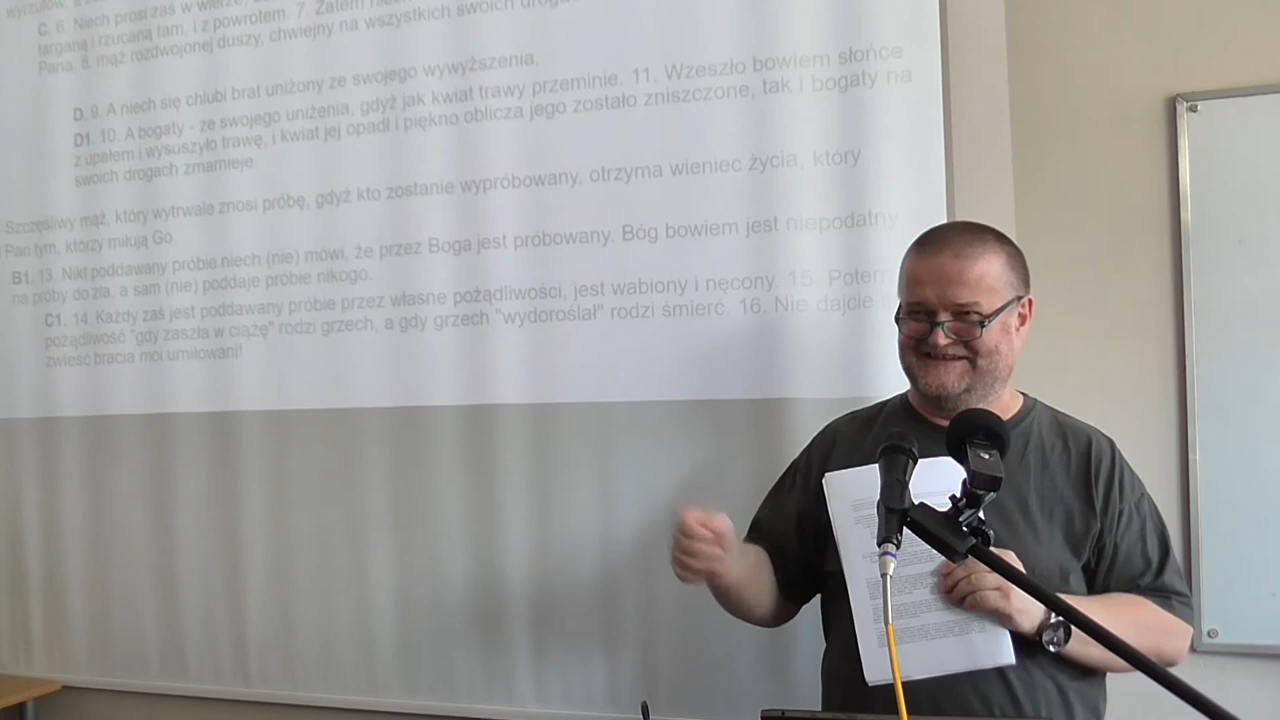 wyrzutów, a
C. 6. Niech prosi zaś w wierze,
targaną i rzucaną tam, i z powrotem. 7. Zatem
Pana, 8. mąż rozdwojonej duszy, chwiejny na wszystkich swoich
D. 9. A niech się chlubi brat uniżony ze swojego wywyższenia,
D1. 10. A bogaty - ze swojego uniżenia, gdyż jak kwiat trawy przeminie. 11. Wzeszło bowiem słońce
z upałem i wysuszyło trawę, i kwiat jej opadł i piękno oblicza jego zostało zniszczone, tak i bogaty na
swoich drogach zmarnieje.
Szczęśliwy mąż, który wytrwale znosi próbę, gdyż kto zostanie wypróbowany, otrzyma wieniec życia, który
Pan tym, którzy miłują Go.
B1. 13. Nikt poddawany próbie niech (nie) mówi, że przez Boga jest próbowany. Bóg bowiem jest niepodatny
na próby do zła, a sam (nie) poddaje próbie nikogo.
C1. 14. Każdy zaś jest poddawany próbie przez własne pożądliwości, jest wabiony i nęcony. 15. Potem
pożądliwość "gdy zaszła w ciążę" rodzi grzech, a gdy grzech "wydoroślał" rodzi śmierć. 16. Nie dajcie
zwieść bracia moi umiłowani!